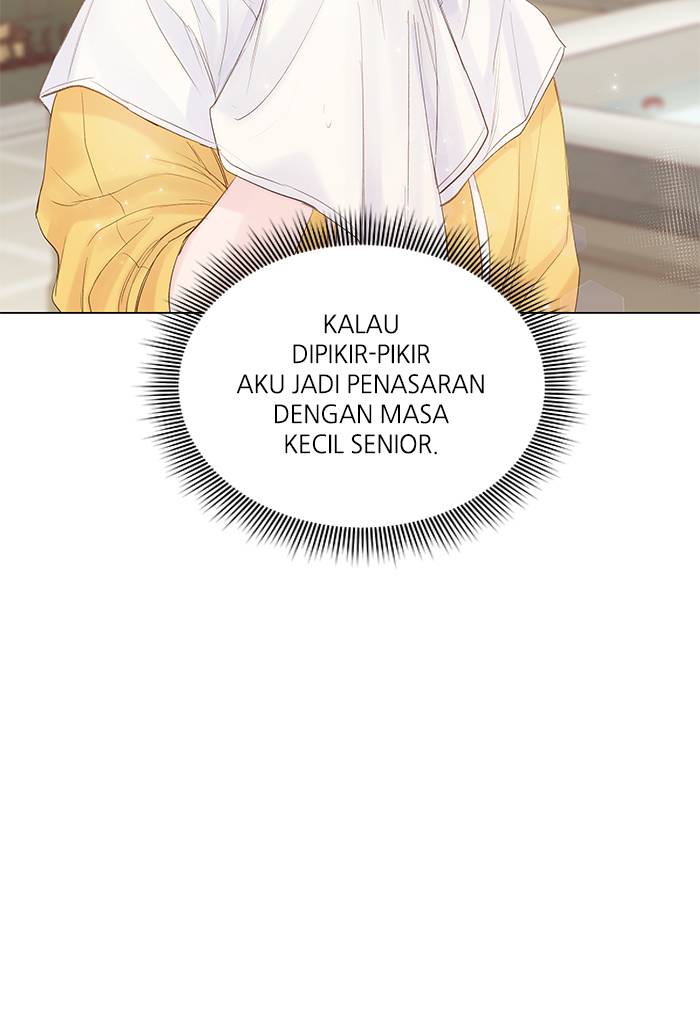 KALAU
DIPIKIR-PIKIR
AKU JADI PENASARAN
DENGAN MASA
KECIL SENIOR.